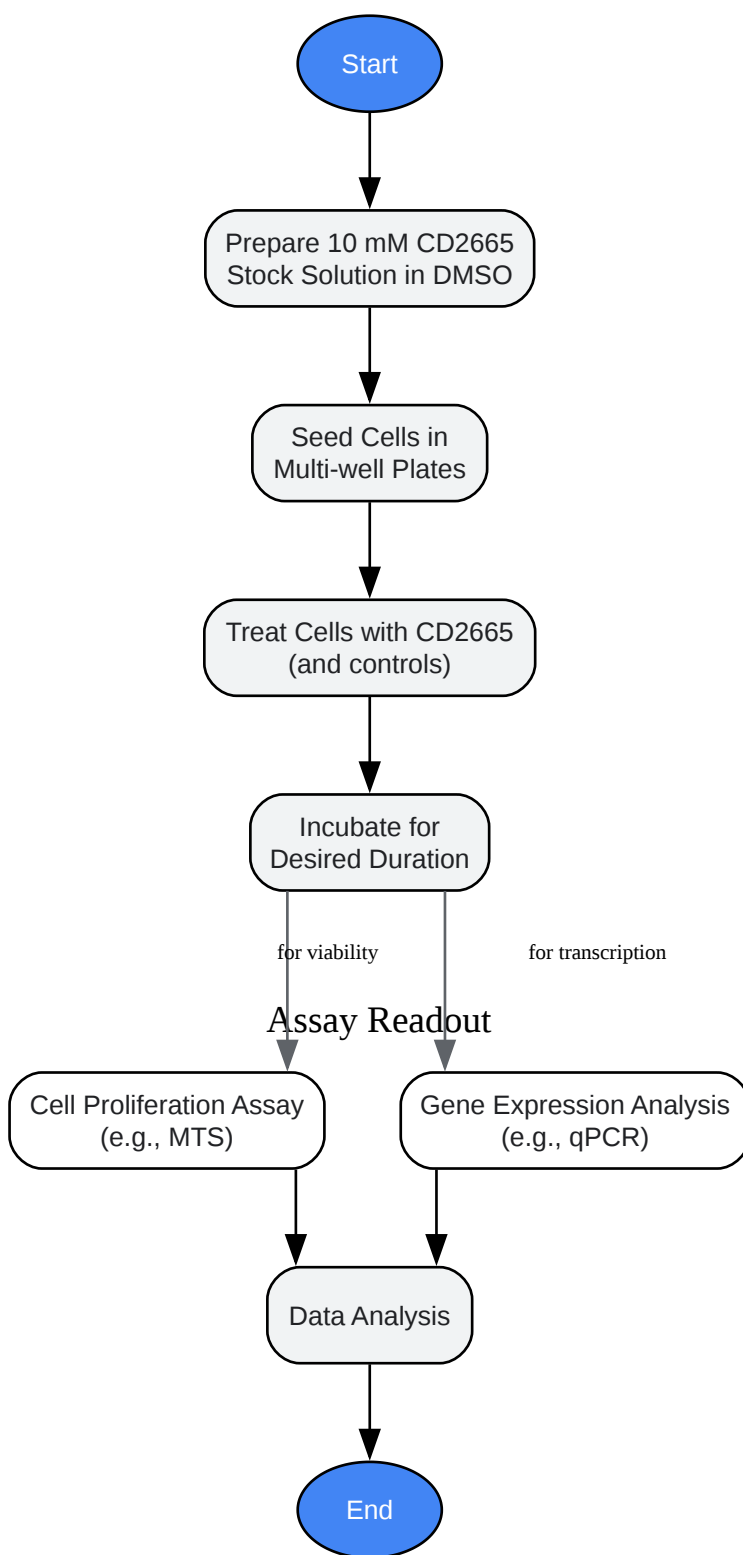 Start
Prepare 10 mM CD2665
Stock Solution in DMSO
Seed Cells in
Multi-well Plates
Treat Cells with CD2665
(and controls)
Incubate for
Desired Duration
for viability
for transcription
Assay Readout
Cell Proliferation Assay
(e.g., MTS)
Gene Expression Analysis
(e.g., qPCR)
Data Analysis
End